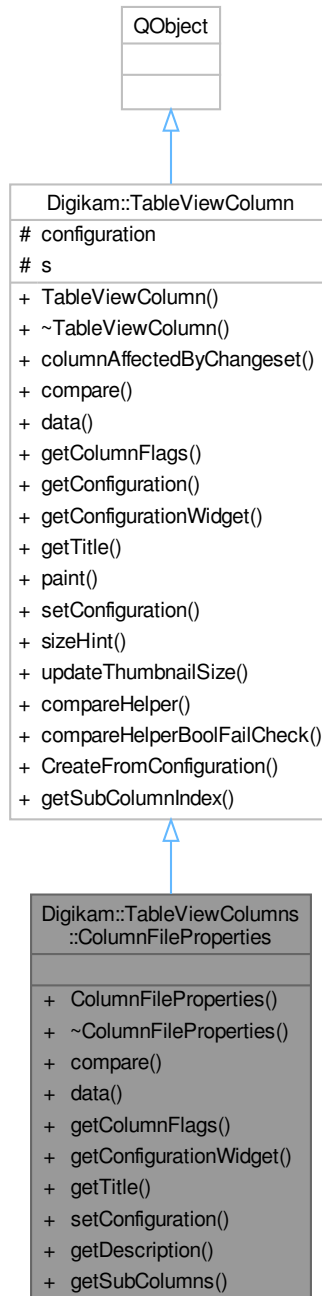 QObject
Digikam::TableViewColumn
# configuration
# s
+ TableViewColumn()
+ ~TableViewColumn()
+ columnAffectedByChangeset()
+ compare()
+ data()
+ getColumnFlags()
+ getConfiguration()
+ getConfigurationWidget()
+ getTitle()
+ paint()
+ setConfiguration()
+ sizeHint()
+ updateThumbnailSize()
+ compareHelper()
+ compareHelperBoolFailCheck()
+ CreateFromConfiguration()
+ getSubColumnIndex()
Digikam::TableViewColumns
::ColumnFileProperties
+ ColumnFileProperties()
+ ~ColumnFileProperties()
+ compare()
+ data()
+ getColumnFlags()
+ getConfigurationWidget()
+ getTitle()
+ setConfiguration()
+ getDescription()
+ getSubColumns()